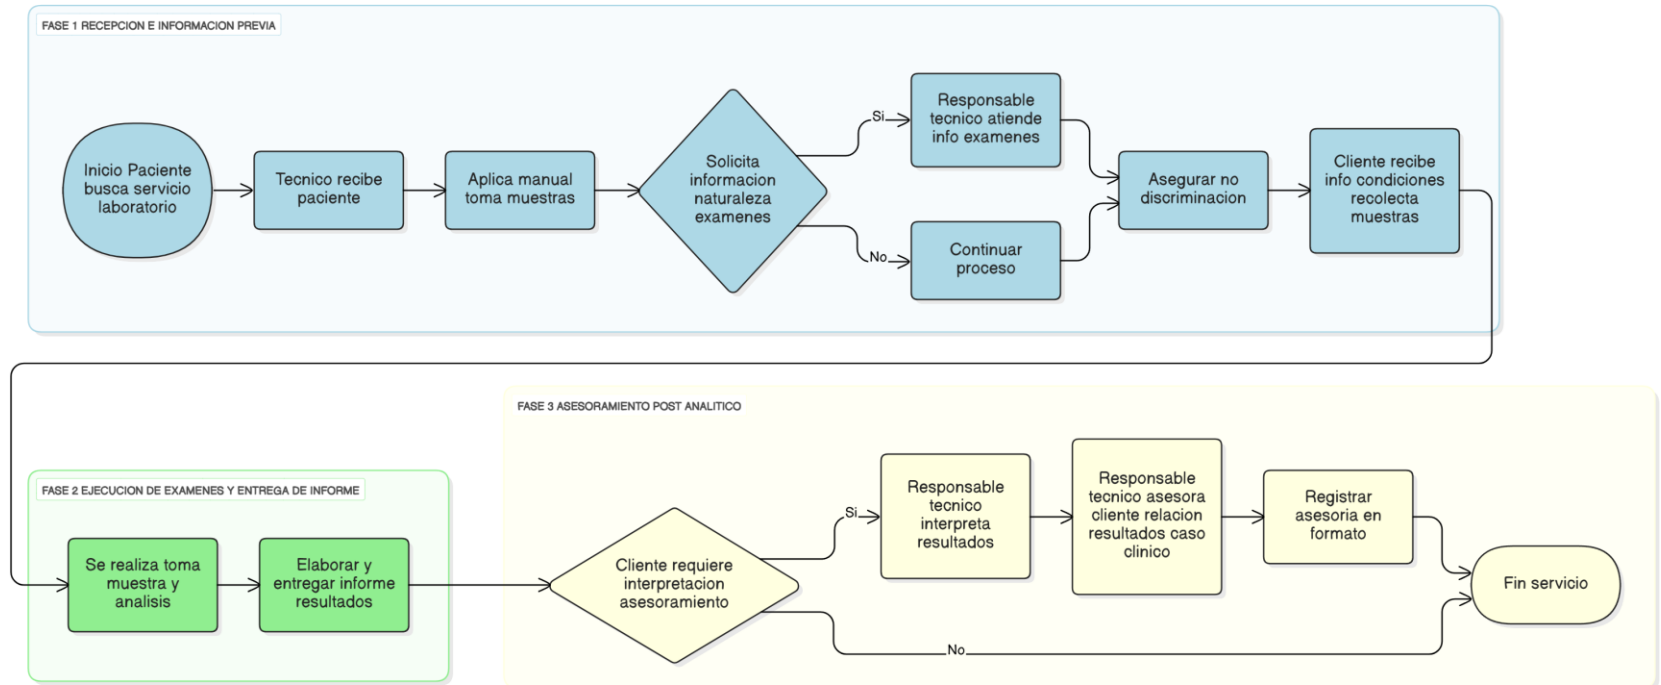 FASE 1 RECEPCION E INFORMACION PREVIA
Inicio Paciente
busca servicio
laboratorio
Tecnico recibe
paciente
Aplica manual
toma muestras
Solicita
informacion
naturaleza
examenes
Si
Responsable
tecnico atiende
info examenes
No
Continuar
proceso
Asegurar no
discriminacion
Cliente recibe
info condiciones
recolecta
muestras
FASE 2 EJECUCION DE EXAMENES Y ENTREGA DE INFORME
Se realiza toma
muestra y
analisis
Elaborar y
entregar informe
resultados
FASE 3 ASESORAMIENTO POST ANALITICO
Cliente requiere
interpretacion
asesoramiento
Si
Responsable
tecnico
interpreta
resultados
Responsable
tecnico asesora
cliente relacion
resultados caso
clinico
Registrar
asesoria en
formato
No
Fin servicio